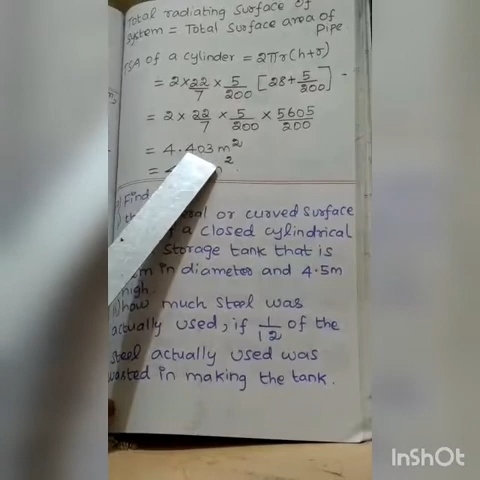 Total radiating surface of
system = Total surface area of
Pipe
TSA of a cylinder = 2πr(h+r)
= 2×22/7 × 5/200 [28+5/200]
= 2 × 22/7 × 5/200 × 5605/200
= 4.403m²
=
Find
or curved surface
a closed cylindrical
storage tank that is
in diameter and 4.5m
high.
how much steel was
actually used, if 1/12 of the
steel actually used was
wasted in making the tank.
InShOt